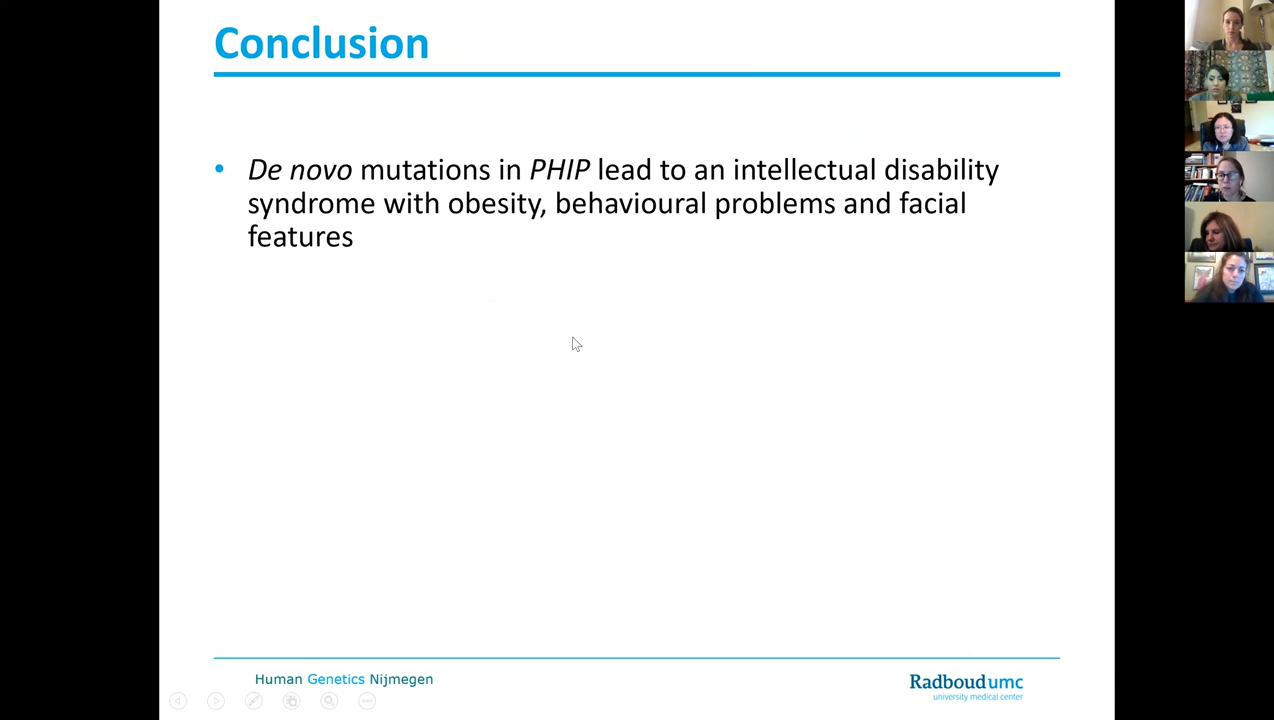 Conclusion
• De novo mutations in PHIP lead to an intellectual disability
syndrome with obesity, behavioural problems and facial
features
Human Genetics Nijmegen
Radboudumc
university medical center